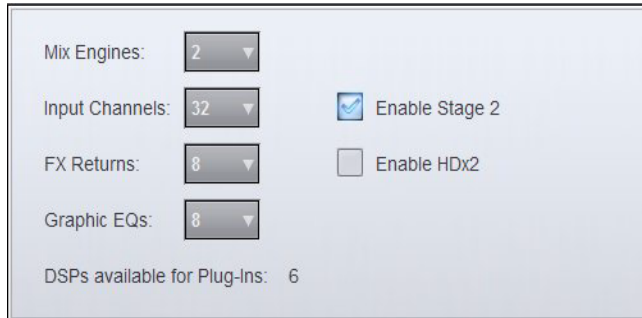 Mix Engines: 2
Input Channels: 32 Enable Stage 2
FX Returns: 8 Enable HDx2
Graphic EQs: 8
DSPs available for Plug-Ins: 6